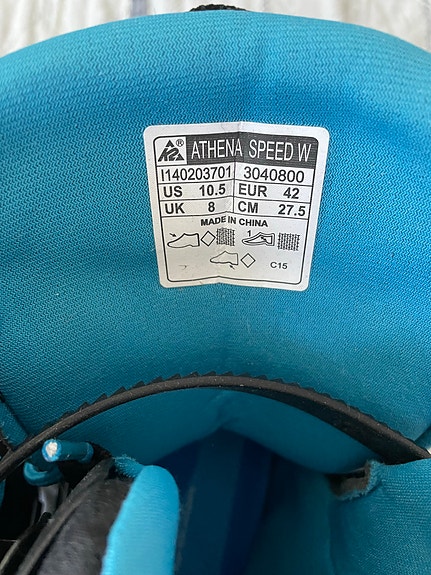 K2® ATHENA SPEED W
I140203701 3040800
US 10.5 EUR 42
UK 8 CM 27.5
MADE IN CHINA
1
C15